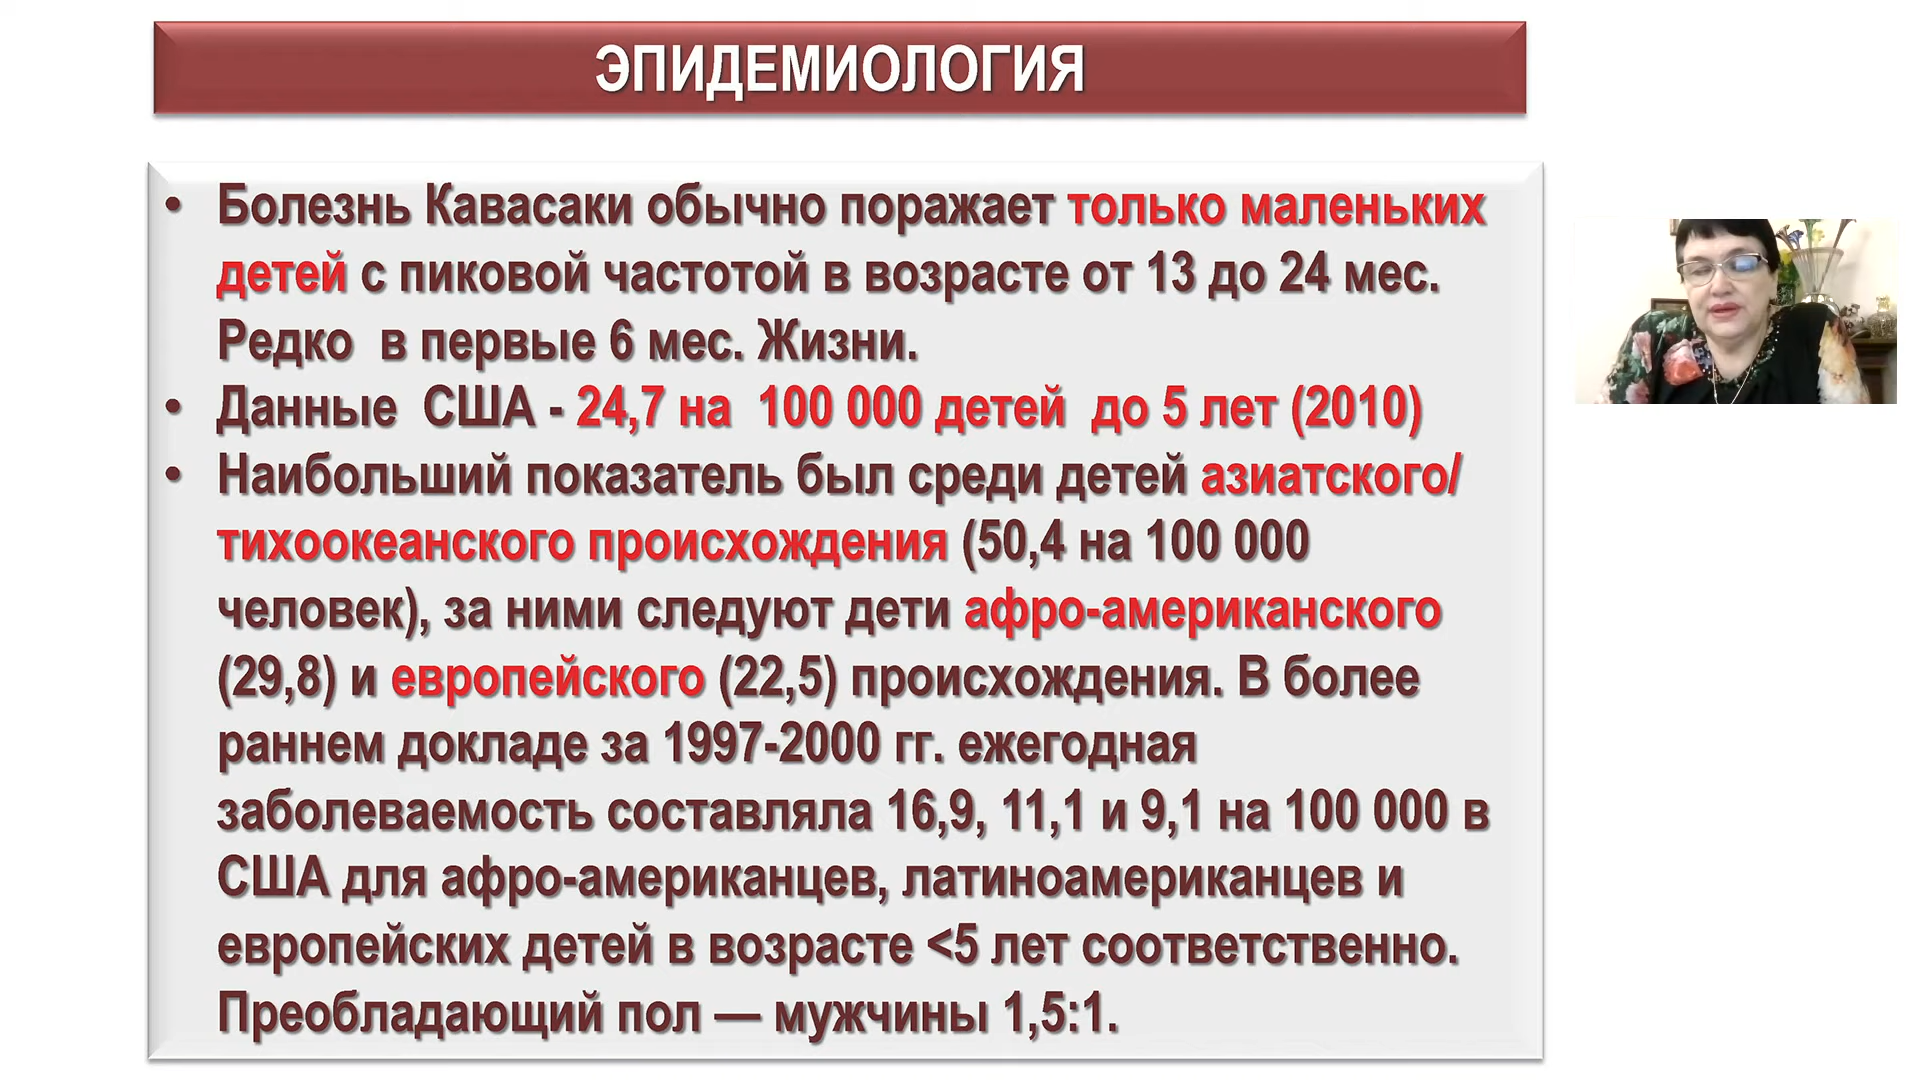 ЭПИДЕМИОЛОГИЯ
• Болезнь Кавасаки обычно поражает только маленьких
детей с пиковой частотой в возрасте от 13 до 24 мес.
Редко в первые 6 мес. Жизни.
• Данные США - 24,7 на 100 000 детей до 5 лет (2010)
• Наибольший показатель был среди детей азиатского/
тихоокеанского происхождения (50,4 на 100 000
человек), за ними следуют дети афро-американского
(29,8) и европейского (22,5) происхождения. В более
раннем докладе за 1997-2000 гг. ежегодная
заболеваемость составляла 16,9, 11,1 и 9,1 на 100 000 в
США для афро-американцев, латиноамериканцев и
европейских детей в возрасте <5 лет соответственно.
Преобладающий пол — мужчины 1,5:1.